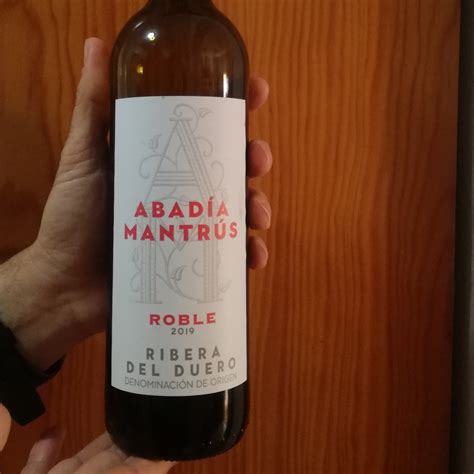 ABADÍA
MANTRÚS
ROBLE
2019
RIBERA
DEL DUERO
DENOMINACIÓN DE ORIGEN